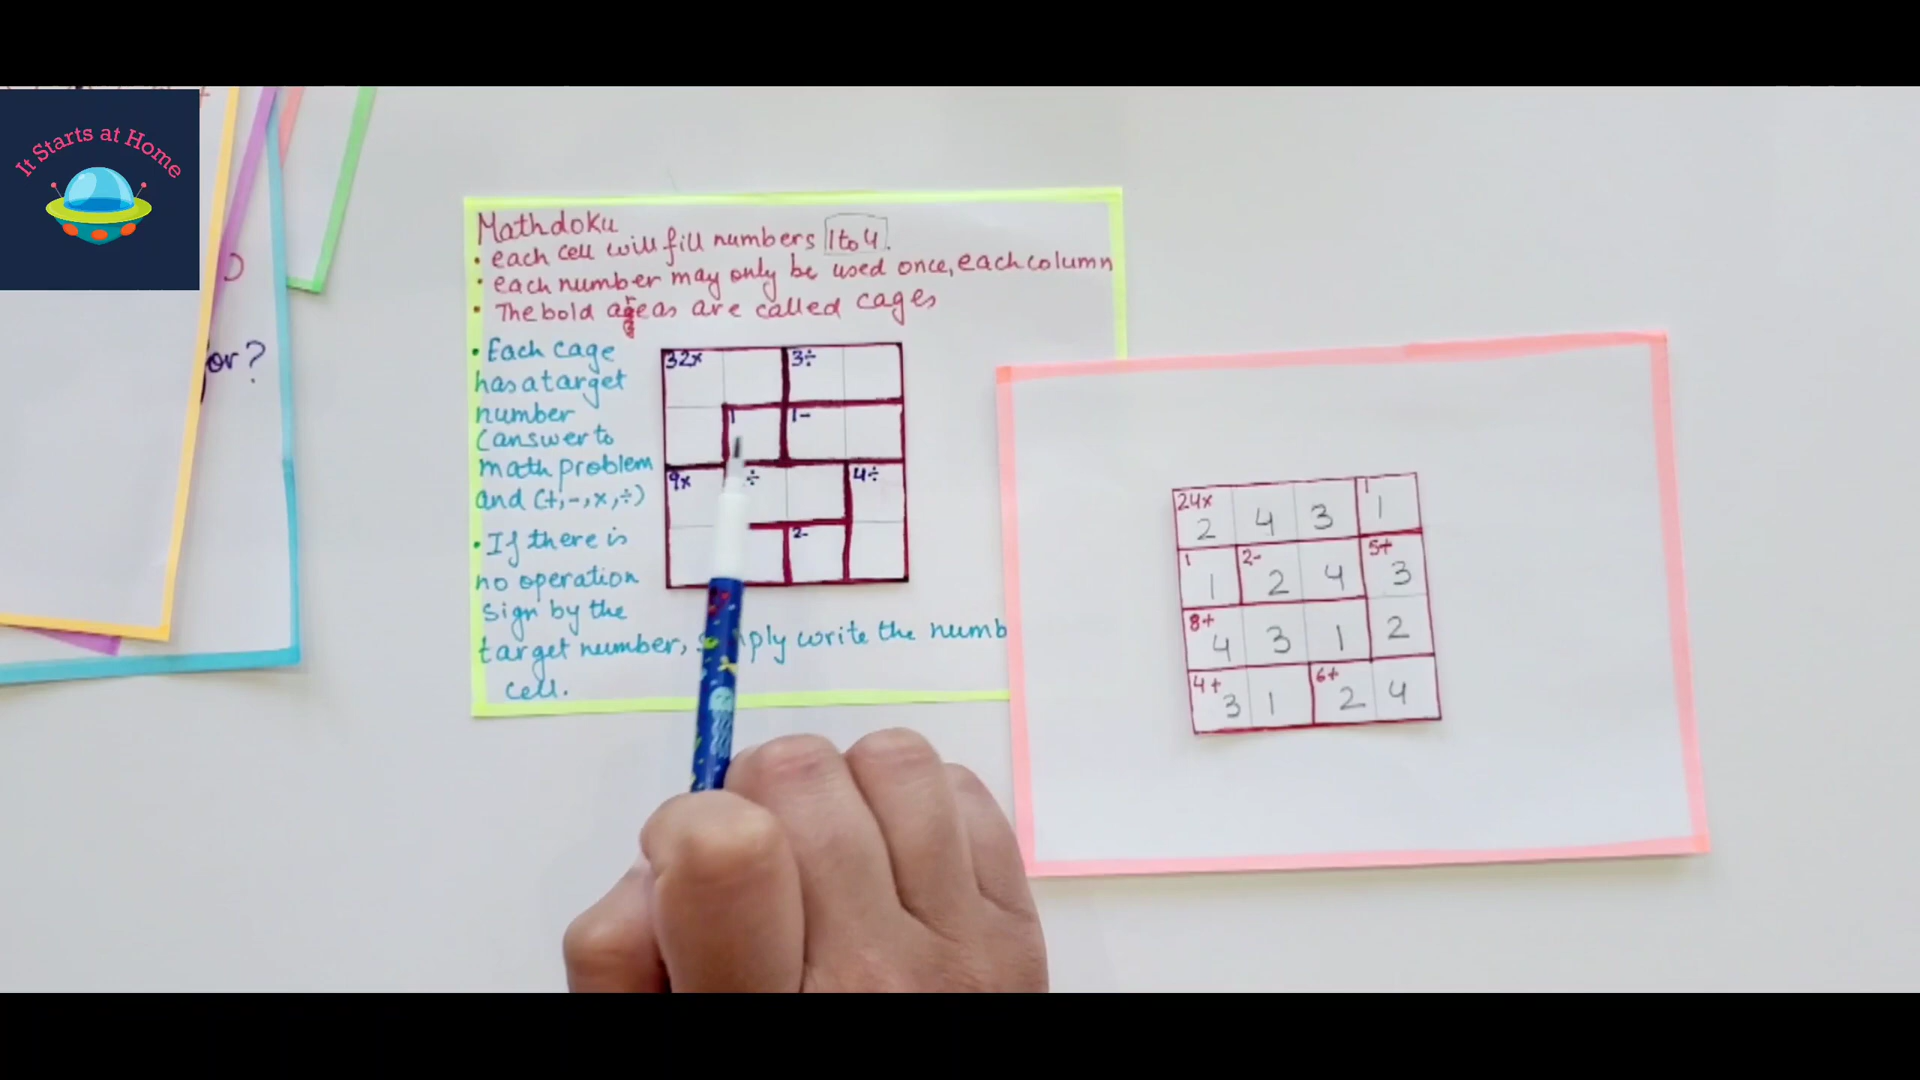 It Starts at Home
or?
Mathdoku
• each cell will fill numbers 1 to 4.
• each number may only be used once, each column
• The bold areas are called cages
• Each cage
has a target
number
(answer to
math problem
and (+,-,x,÷)
• If there is
no operation
sign by the
target number, write the numb
cell.
32x 3÷
1 1-
9x ÷ 4÷
2-
24x 1
2 4 3 1
1 2- 5+
1 2 4 3
8+
4 3 1 2
4+ 6+
3 1 2 4